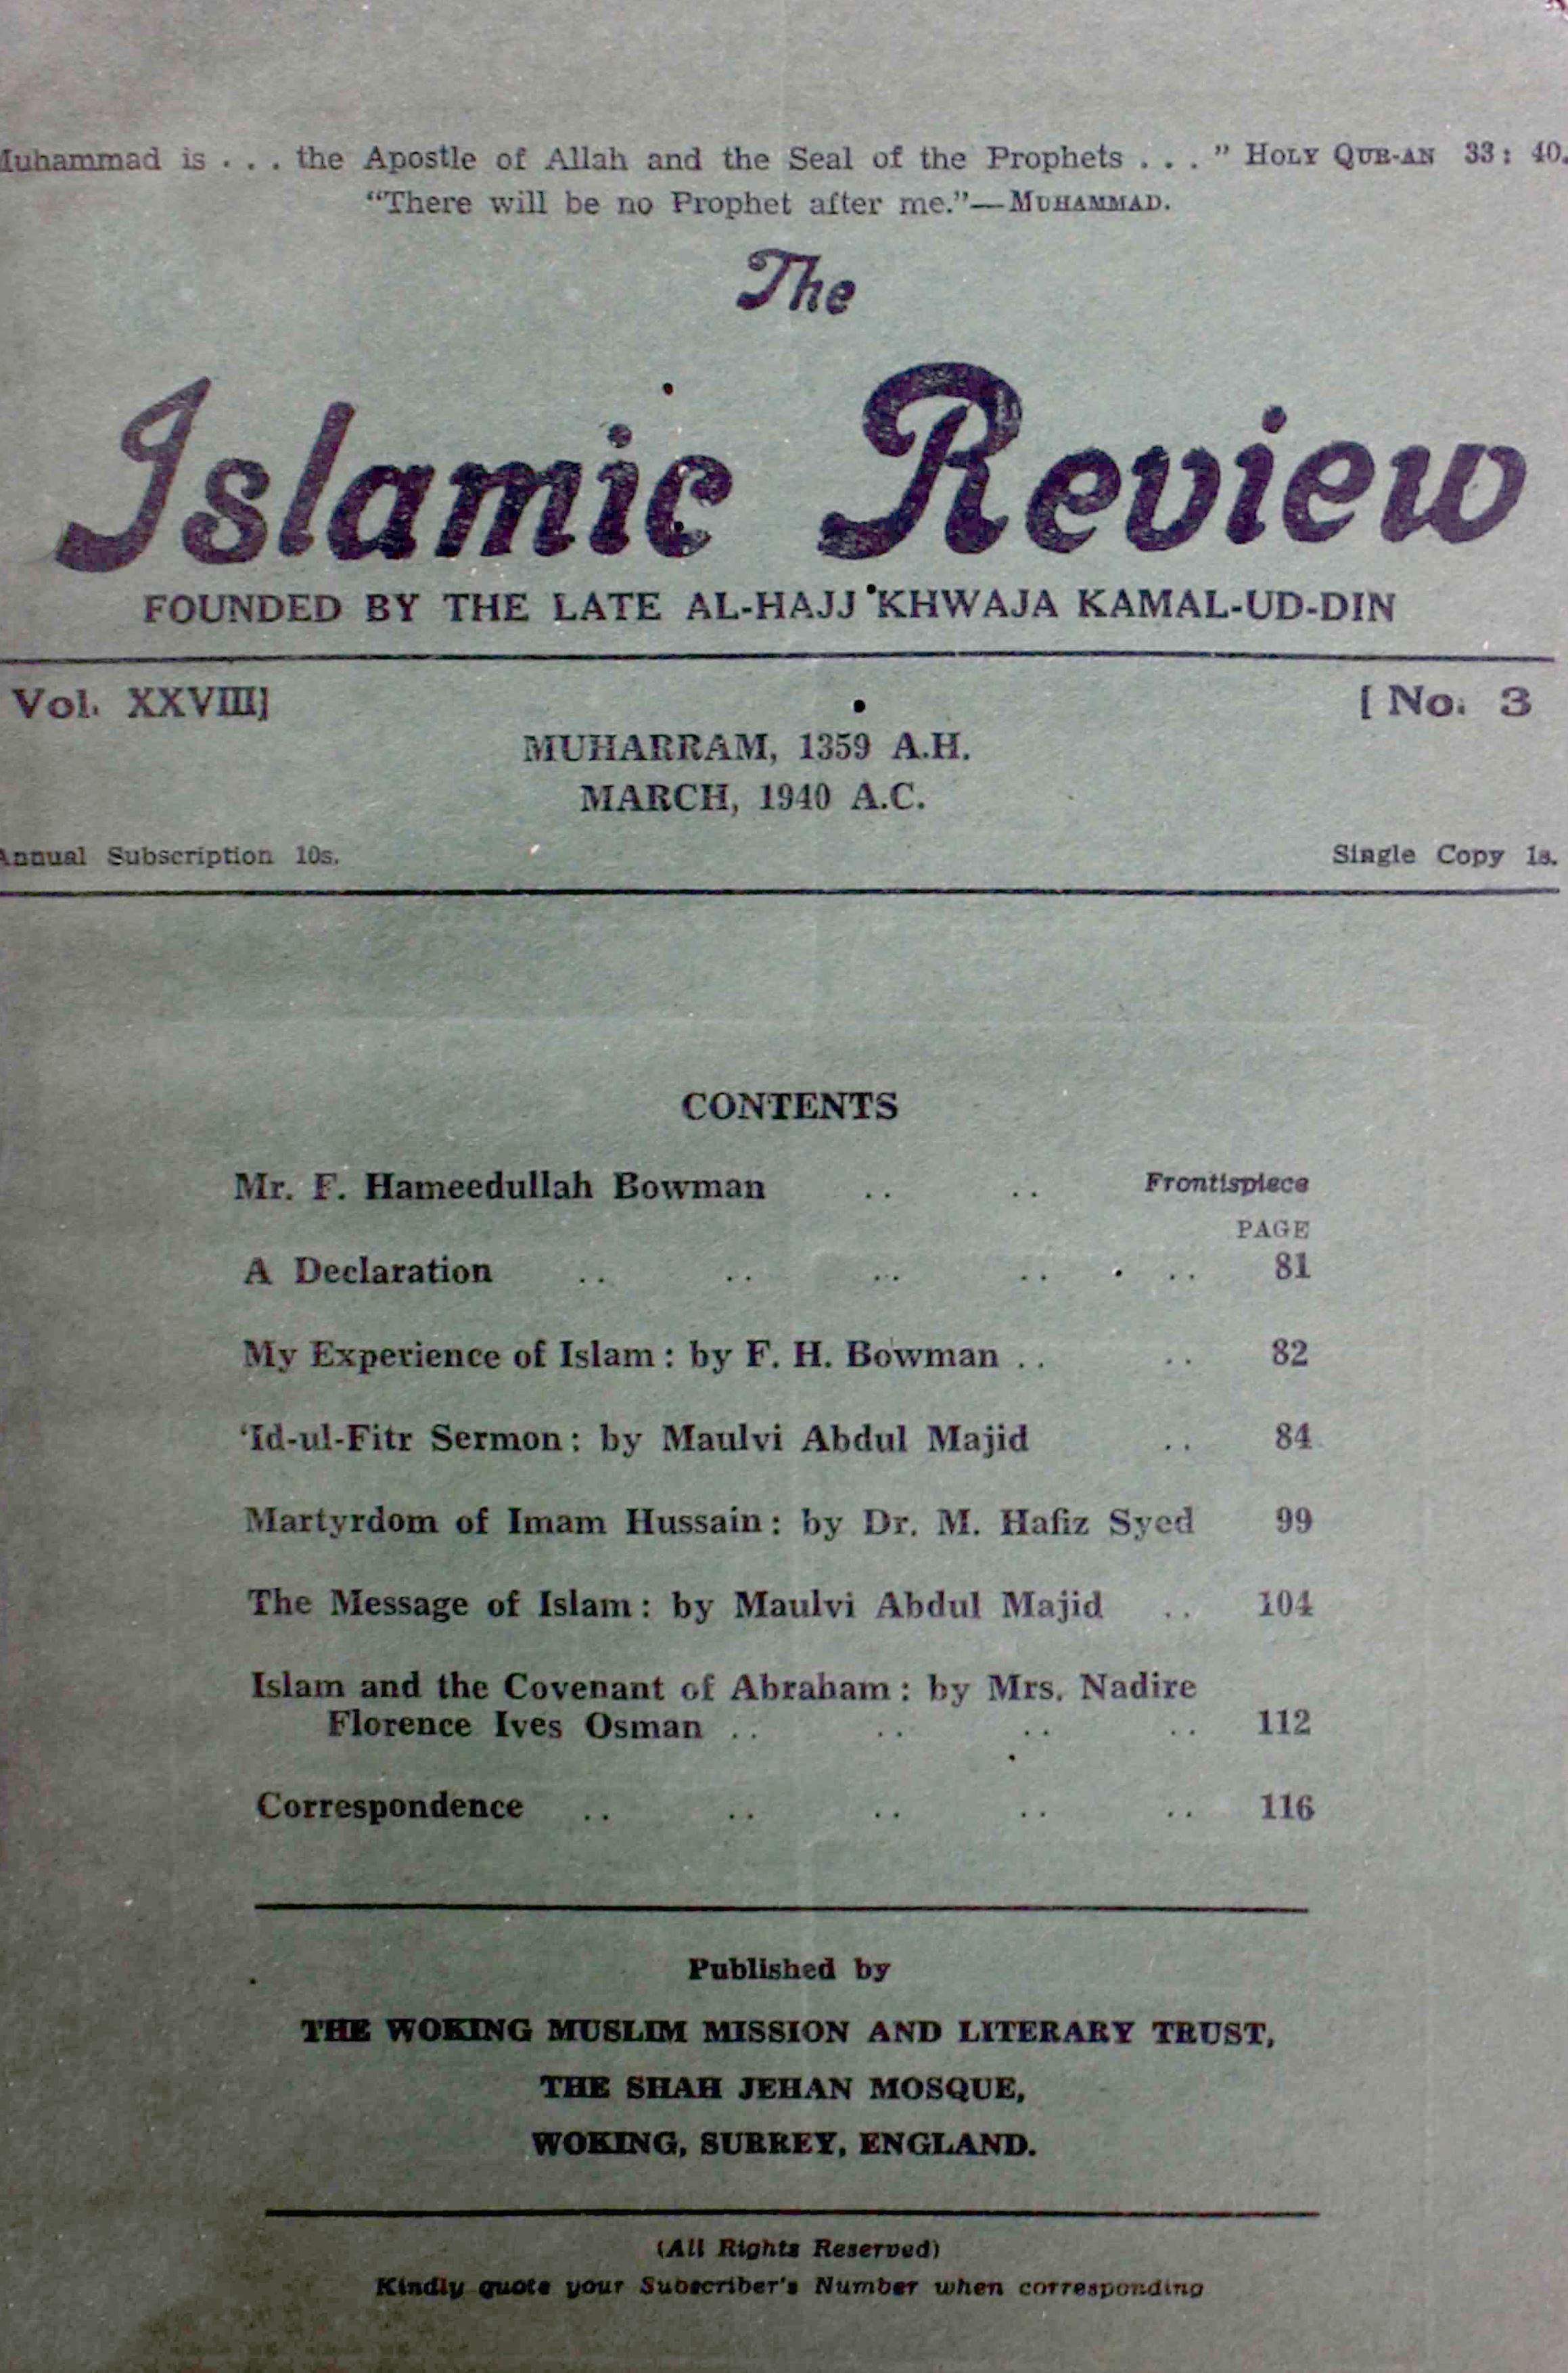 Muhammad is . . . the Apostle of Allah and the Seal of the Prophets . . . " HOLY QUR-AN 33: 40.
"There will be no Prophet after me."—MUHAMMAD.
The
Islamic Review
FOUNDED BY THE LATE AL-HAJJ KHWAJA KAMAL-UD-DIN
Vol. XXVIII] [ No. 3
MUHARRAM, 1359 A.H.
MARCH, 1940 A.C.
Annual Subscription 10s. Single Copy 1s.
CONTENTS
Mr. F. Hameedullah Bowman .. .. Frontispiece
PAGE
A Declaration .. .. .. .. .. 81
My Experience of Islam: by F. H. Bowman .. .. 82
'Id-ul-Fitr Sermon: by Maulvi Abdul Majid .. 84
Martyrdom of Imam Hussain: by Dr. M. Hafiz Syed 99
The Message of Islam: by Maulvi Abdul Majid .. 104
Islam and the Covenant of Abraham: by Mrs. Nadire
Florence Ives Osman .. .. .. .. 112
Correspondence .. .. .. .. .. 116
Published by
THE WOKING MUSLIM MISSION AND LITERARY TRUST,
THE SHAH JEHAN MOSQUE,
WOKING, SURREY, ENGLAND.
(All Rights Reserved)
Kindly quote your Subscriber's Number when corresponding